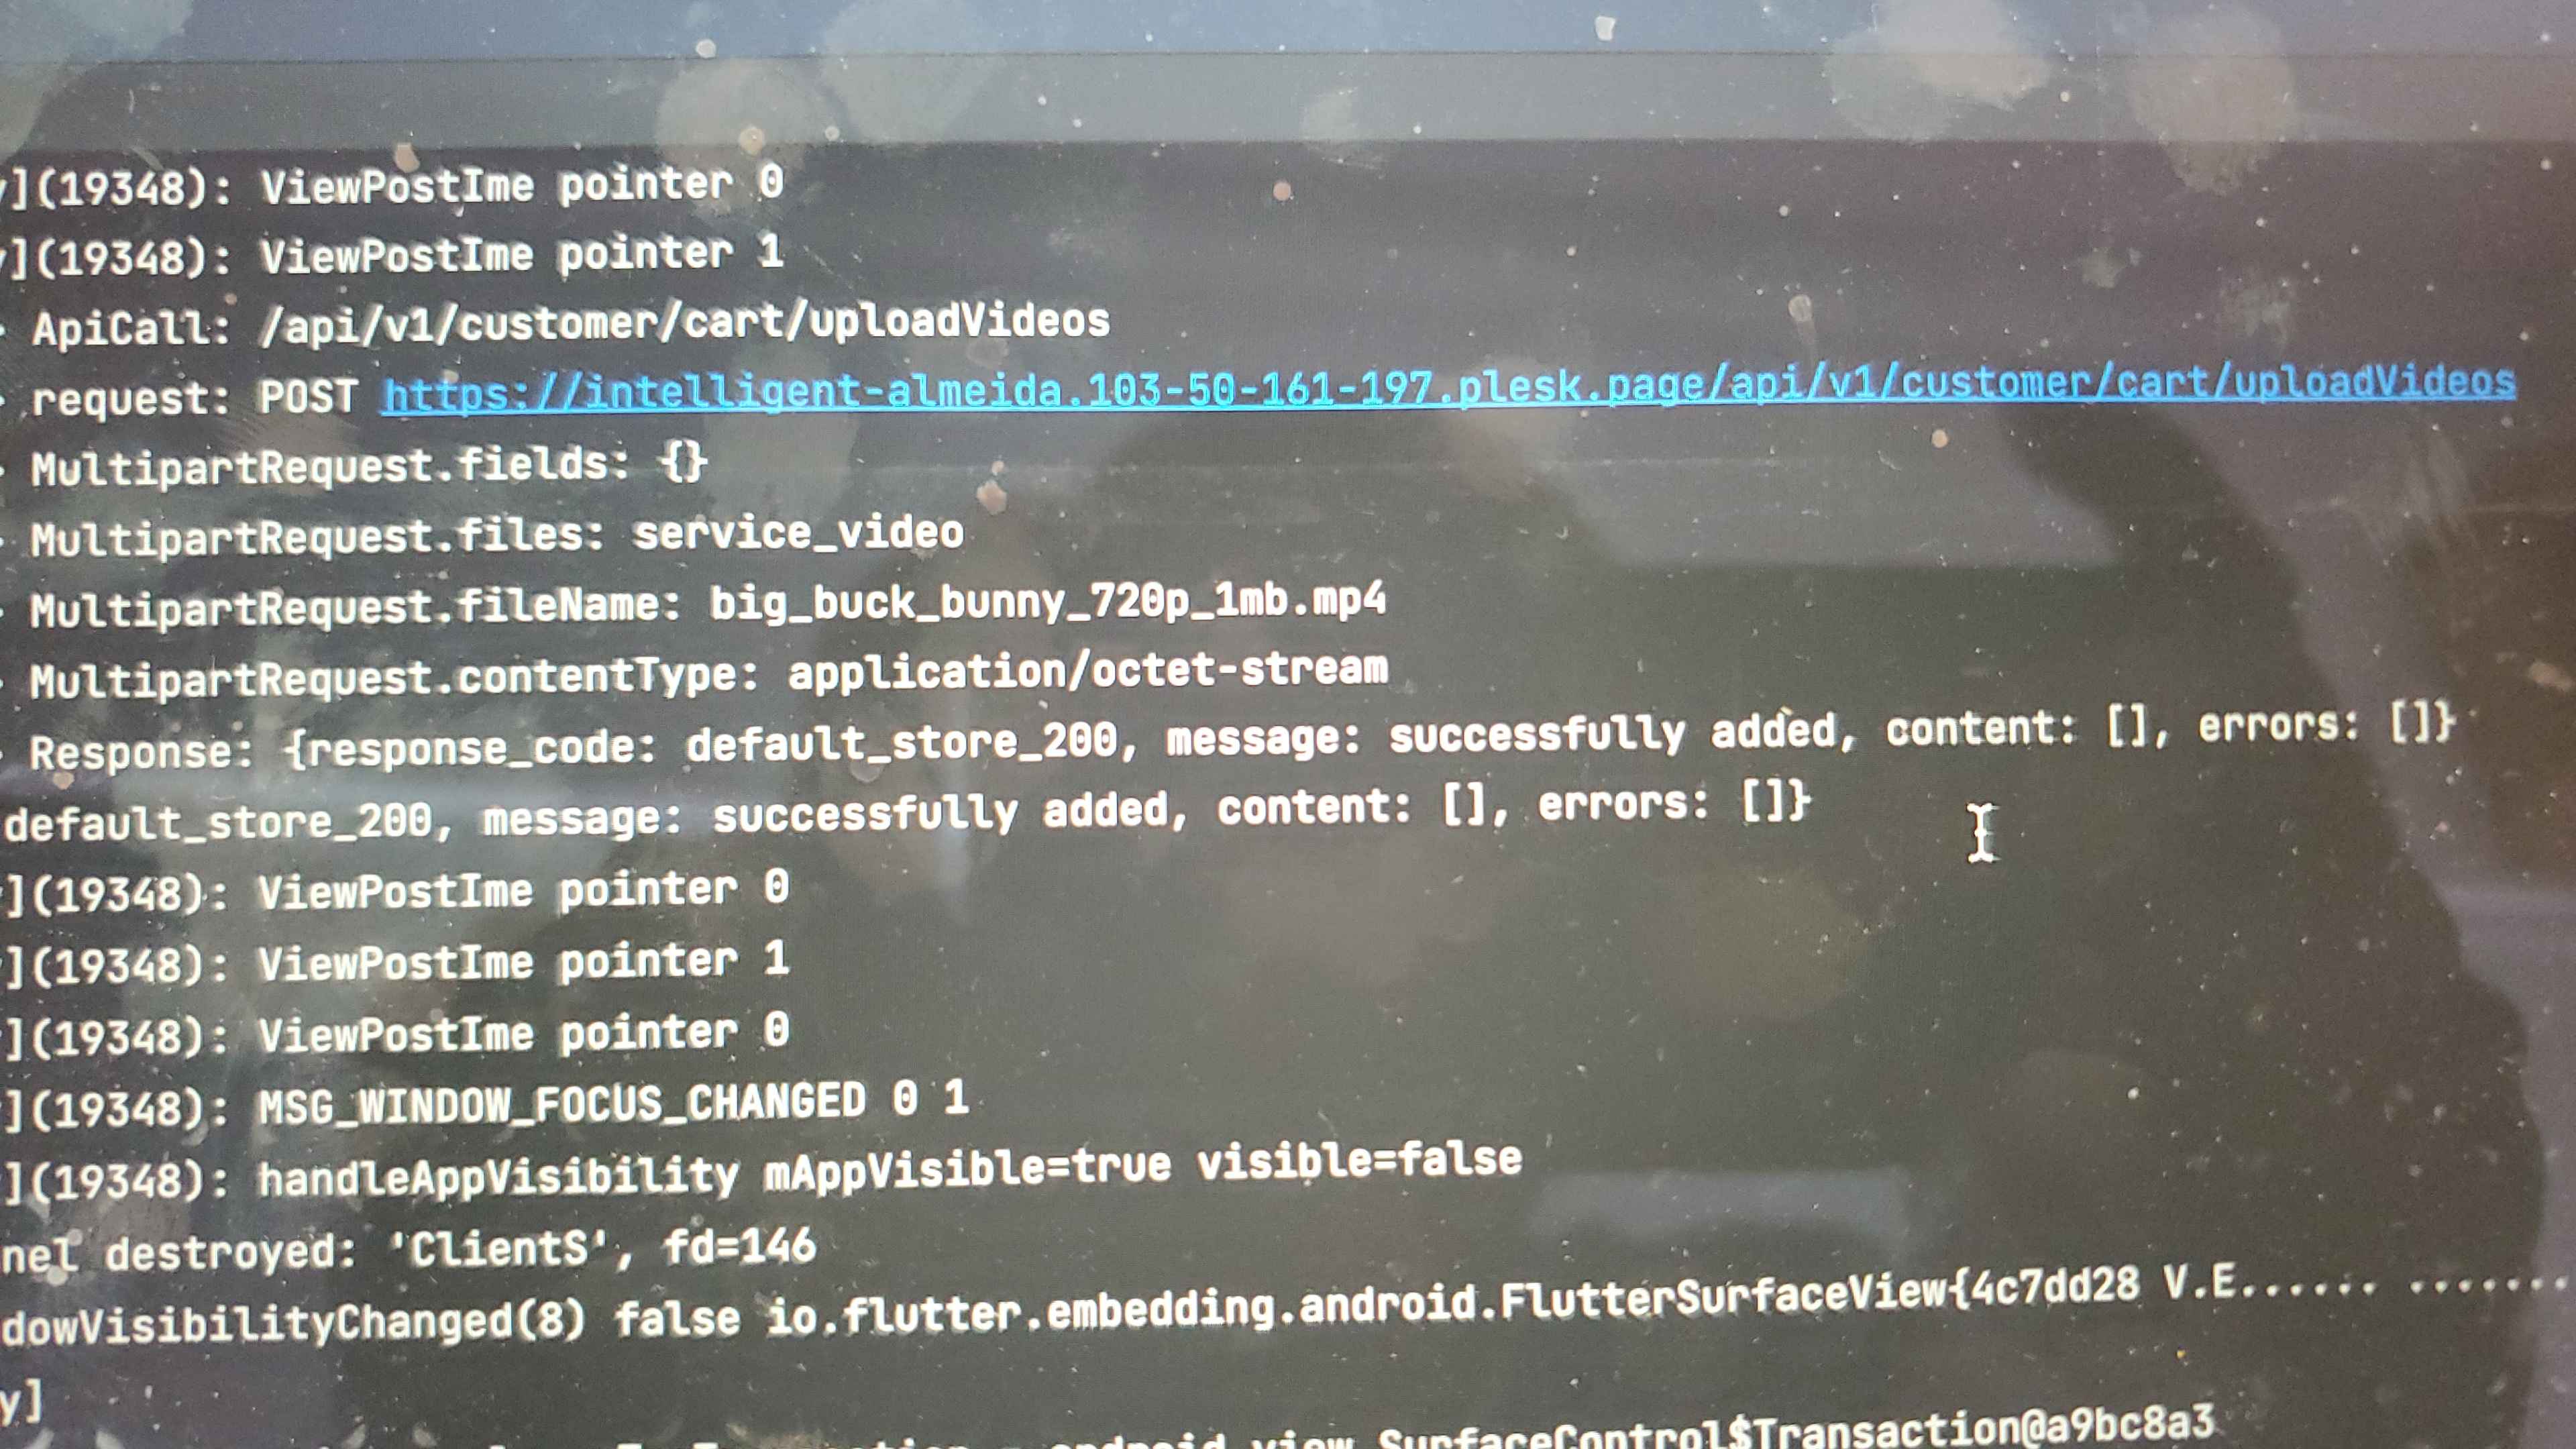 ](19348): ViewPostIme pointer 0
](19348): ViewPostIme pointer 1
ApiCall: /api/v1/customer/cart/uploadVideos
request: POST https://intelligent-almeida.103-50-161-197.plesk.page/api/v1/customer/cart/uploadVideos
MultipartRequest.fields: {}
MultipartRequest.files: service_video
MultipartRequest.fileName: big_buck_bunny_720p_1mb.mp4
MultipartRequest.contentType: application/octet-stream
Response: {response_code: default_store_200, message: successfully added, content: [], errors: []}
default_store_200, message: successfully added, content: [], errors: []}
](19348): ViewPostIme pointer 0
](19348): ViewPostIme pointer 1
](19348): ViewPostIme pointer 0
](19348): MSG_WINDOW_FOCUS_CHANGED 0 1
](19348): handleAppVisibility mAppVisible=true visible=false
nel destroyed: 'ClientS', fd=146
dowVisibilityChanged(8) false io.flutter.embedding.android.FlutterSurfaceView{4c7dd28 V.E...... .......
y]
android.view.SurfaceControl$Transaction@a9bc8a3